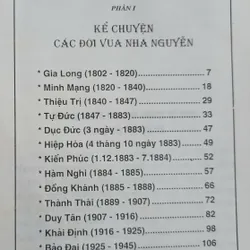 PHẦN I
KỂ CHUYỆN
CÁC ĐỜI VUA NHÀ NGUYỄN
* Gia Long (1802 - 1820) 7
* Minh Mạng (1820 - 1840) 18
* Thiệu Trị (1840 - 1847) 29
* Tự Đức (1847 - 1883) 33
* Dục Đức (3 ngày - 1883) 47
* Hiệp Hòa (4 tháng 10 ngày 1883) 49
* Kiến Phúc (1.12.1883 - 7.1884) 52
* Hàm Nghi (1884 - 1885) 57
* Đồng Khánh (1885 - 1888) 66
* Thành Thái (1889 - 1907) 72
* Duy Tân (1907 - 1916) 82
* Khải Định (1916 - 1925) 98
* Bảo Đại (1925 - 1945) 106